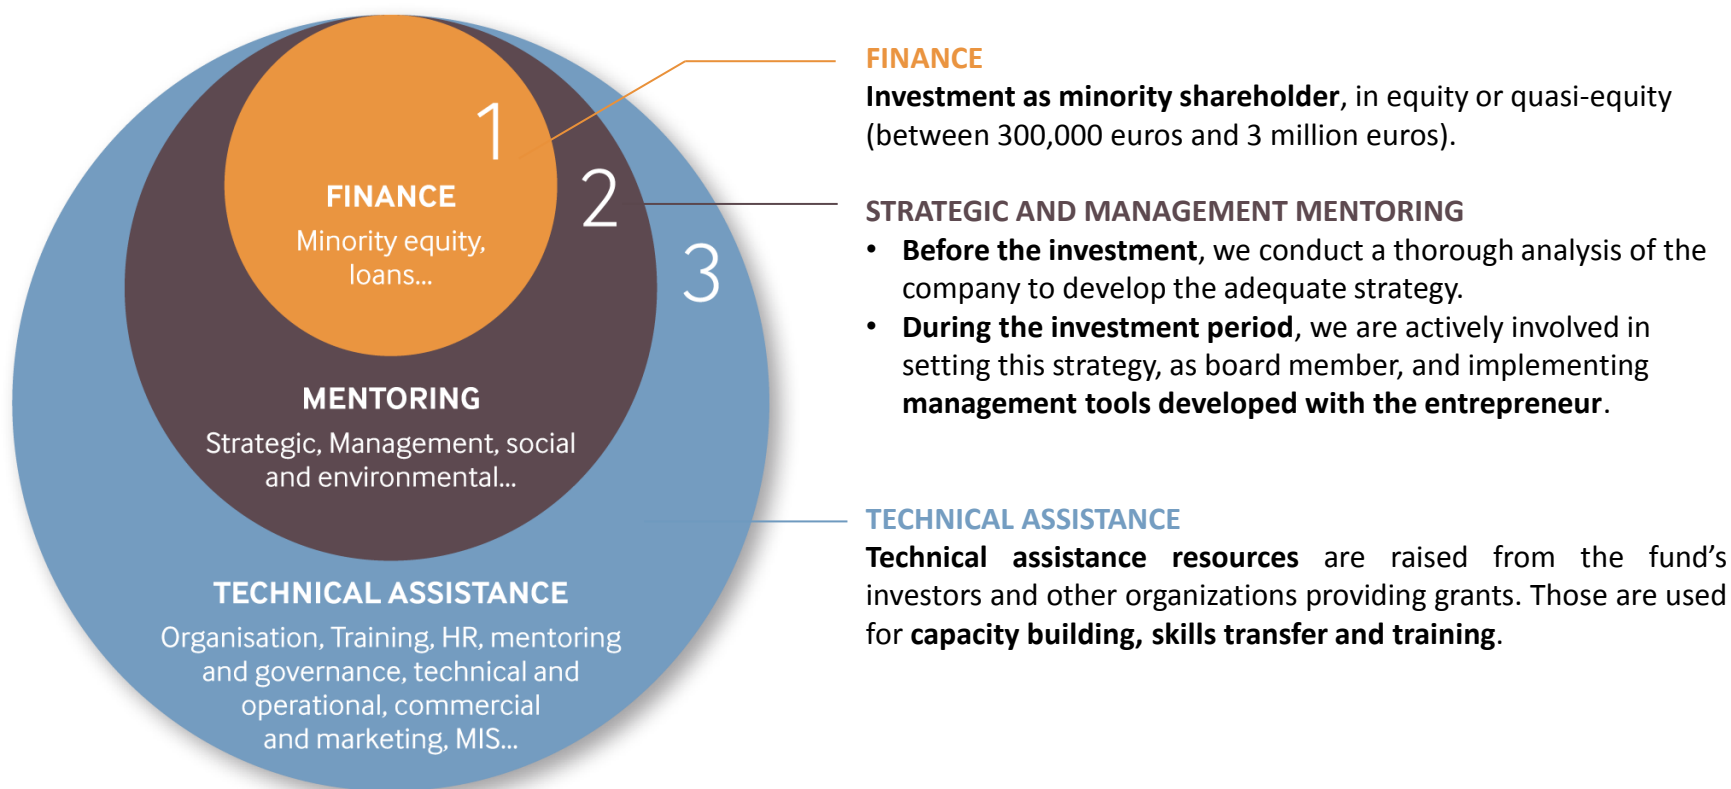 1
FINANCE
Minority equity,
loans...
2
MENTORING
Strategic, Management, social
and environmental...
3
TECHNICAL ASSISTANCE
Organisation, Training, HR, mentoring
and governance, technical and
operational, commercial
and marketing, MIS...
FINANCE
Investment as minority shareholder, in equity or quasi-equity
(between 300,000 euros and 3 million euros).
STRATEGIC AND MANAGEMENT MENTORING
• Before the investment, we conduct a thorough analysis of the
company to develop the adequate strategy.
• During the investment period, we are actively involved in
setting this strategy, as board member, and implementing
management tools developed with the entrepreneur.
TECHNICAL ASSISTANCE
Technical assistance resources are raised from the fund’s
investors and other organizations providing grants. Those are used
for capacity building, skills transfer and training.